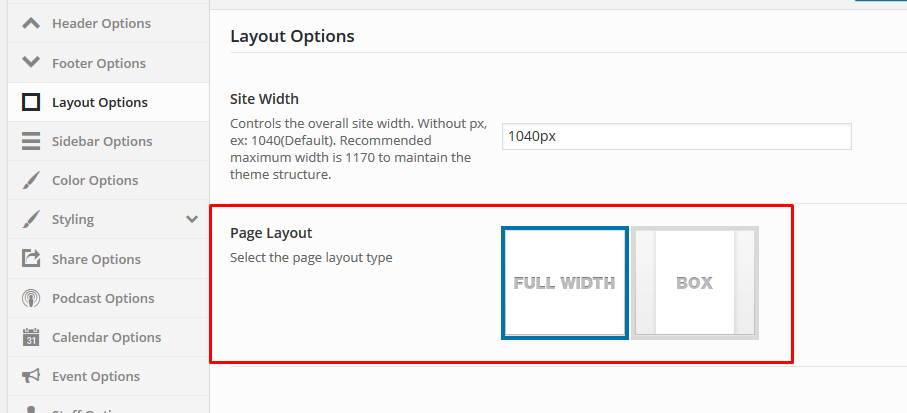 Header Options
Footer Options
Layout Options
Sidebar Options
Color Options
Styling
Share Options
Podcast Options
31
Calendar Options
Event Options
Layout Options
Site Width
Controls the overall site width. Without px,
ex: 1040(Default). Recommended
maximum width is 1170 to maintain the
theme structure.
1040px
Page Layout
Select the page layout type
FULL WIDTH
BOX